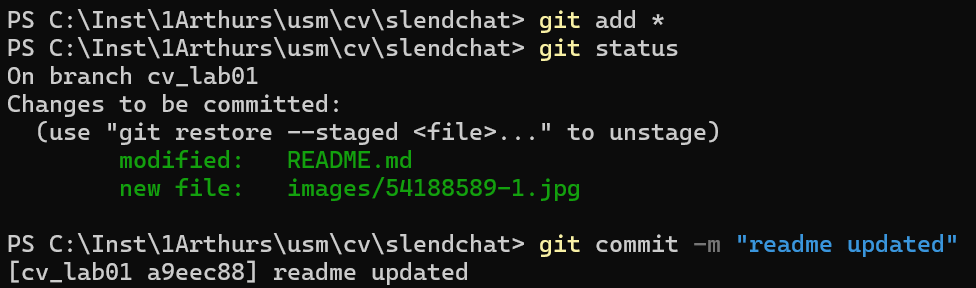 PS C:\Inst\1Arthurs\usm\cv\slendchat> git add *
PS C:\Inst\1Arthurs\usm\cv\slendchat> git status
On branch cv_lab01
Changes to be committed:
  (use "git restore --staged <file>..." to unstage)
        modified:   README.md
        new file:   images/54188589-1.jpg

PS C:\Inst\1Arthurs\usm\cv\slendchat> git commit -m "readme updated"
[cv_lab01 a9eec88] readme updated